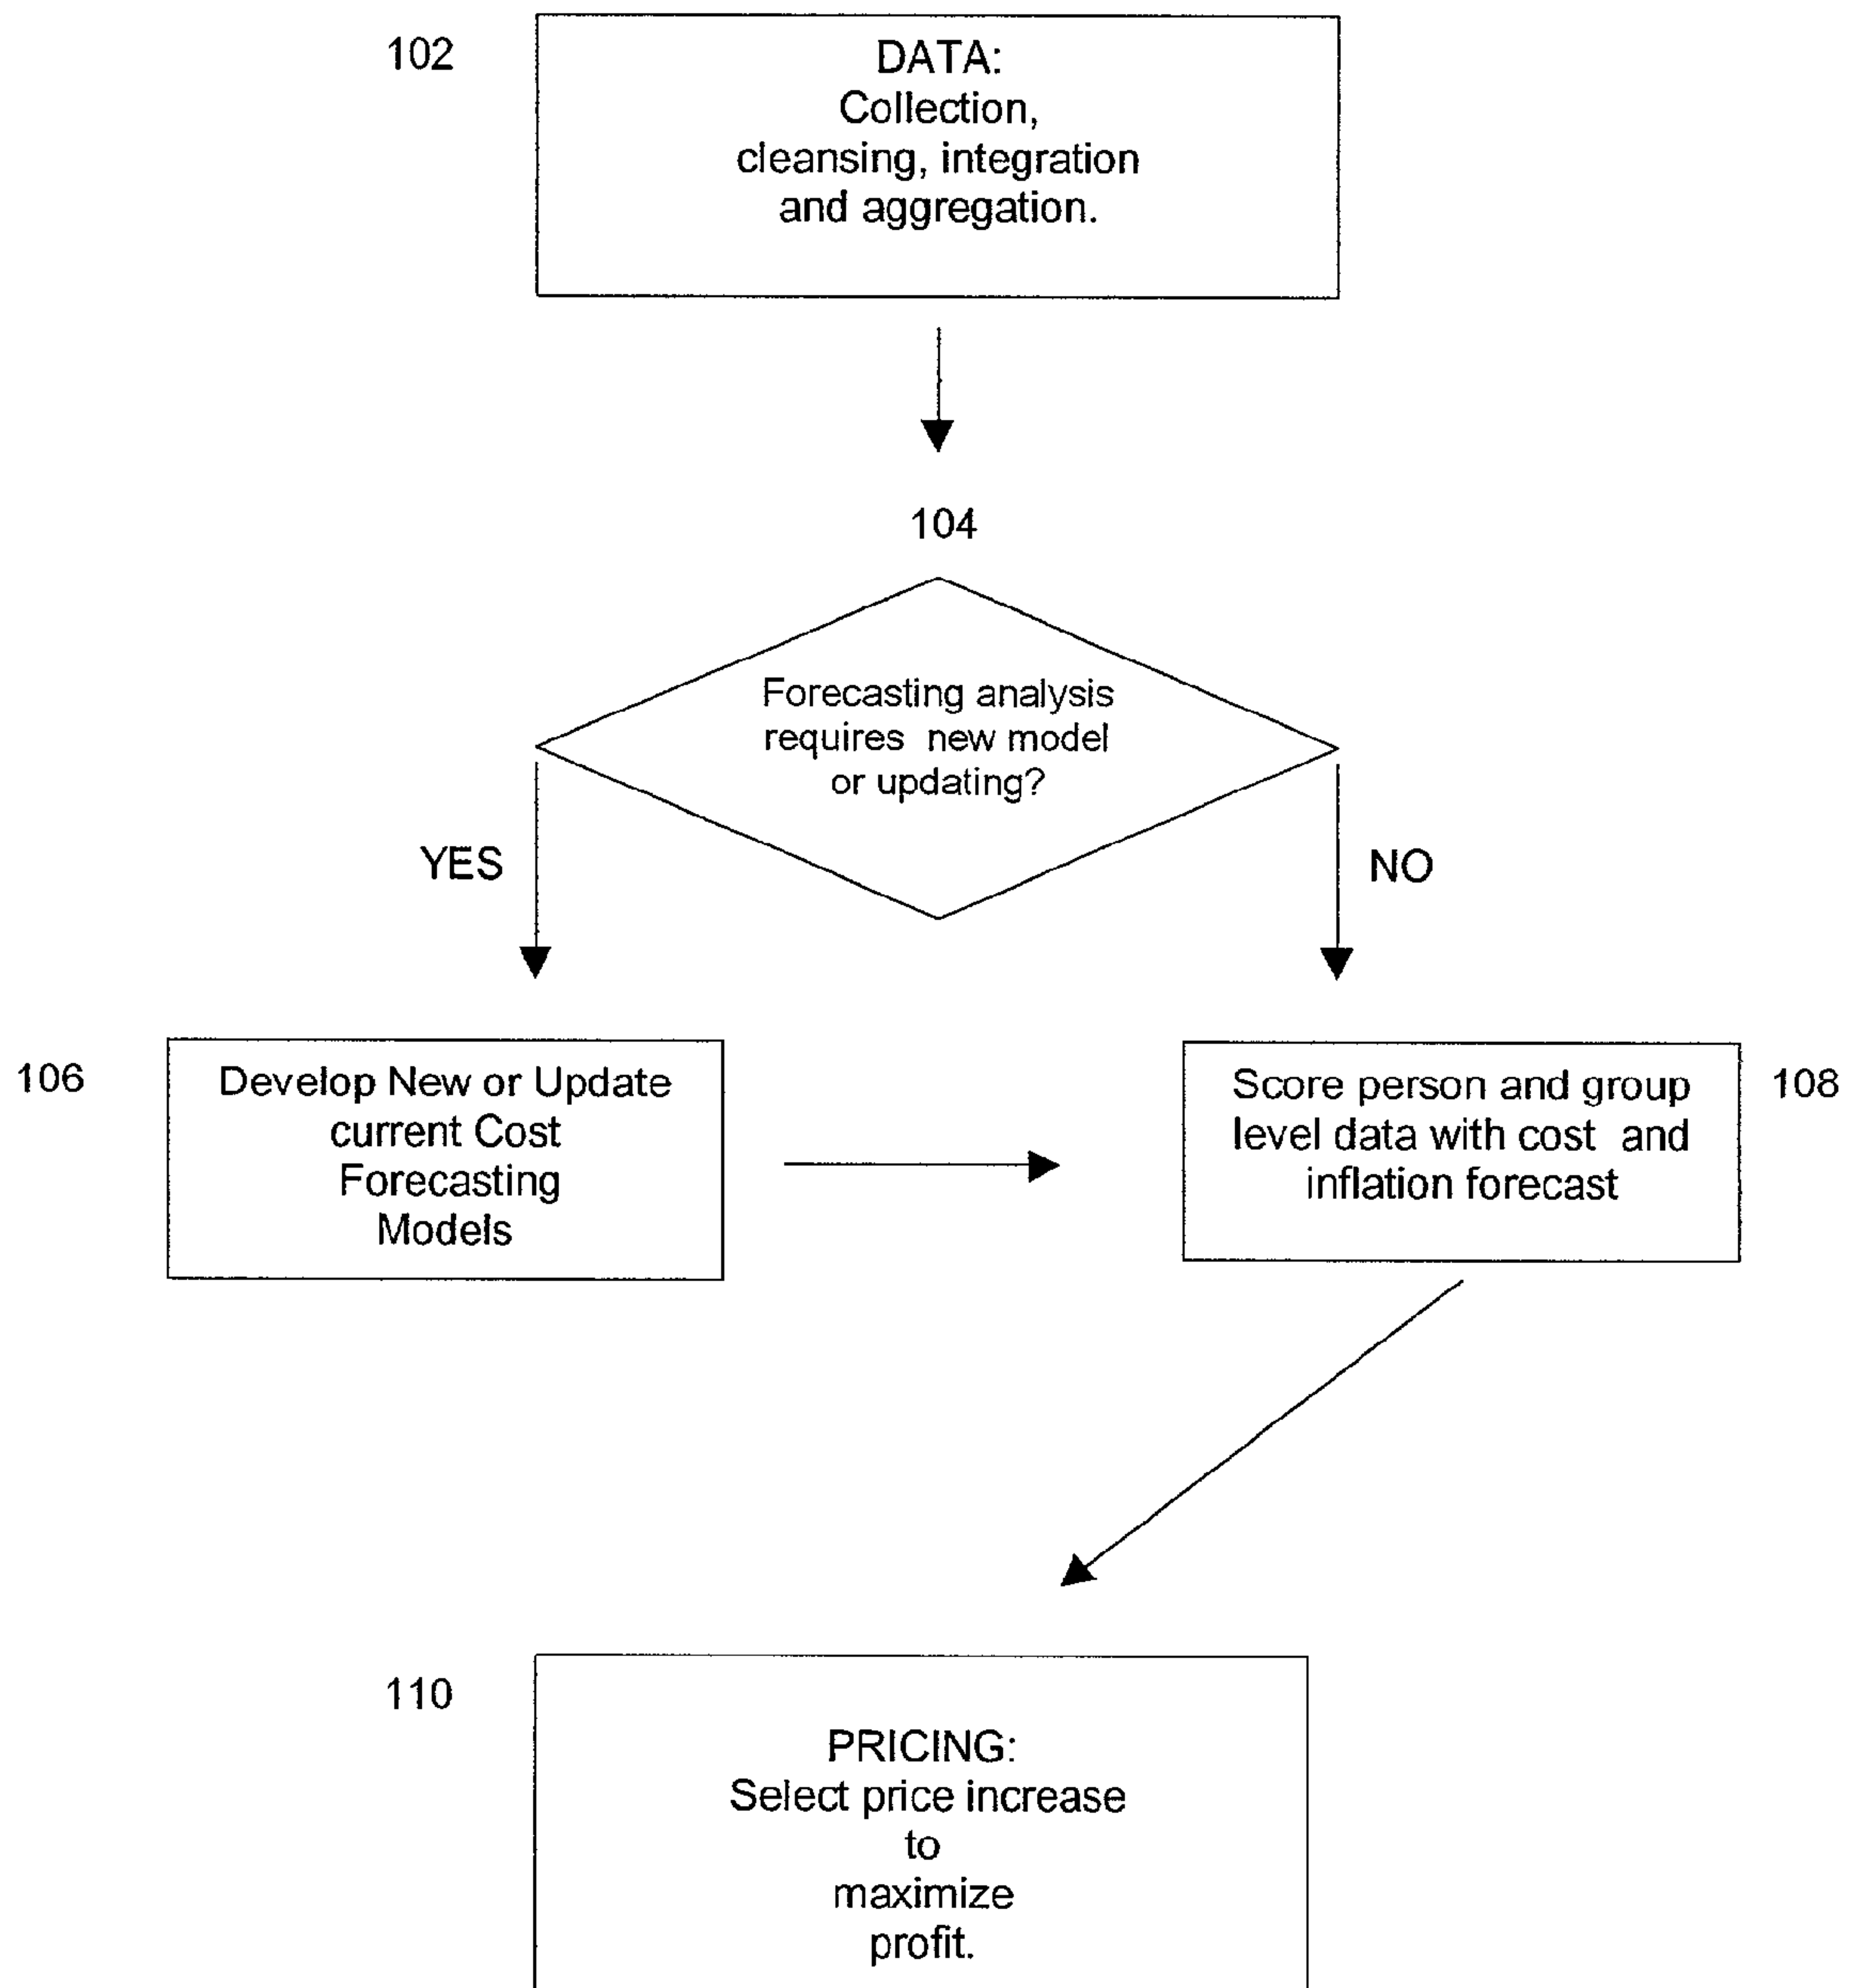 102
DATA:
Collection,
cleansing, integration
and aggregation.
104
Forecasting analysis
requires new model
or updating?
YES
NO
106
Develop New or Update
current Cost
Forecasting
Models
Score person and group
level data with cost and
inflation forecast
108
110
PRICING:
Select price increase
to
maximize
profit.